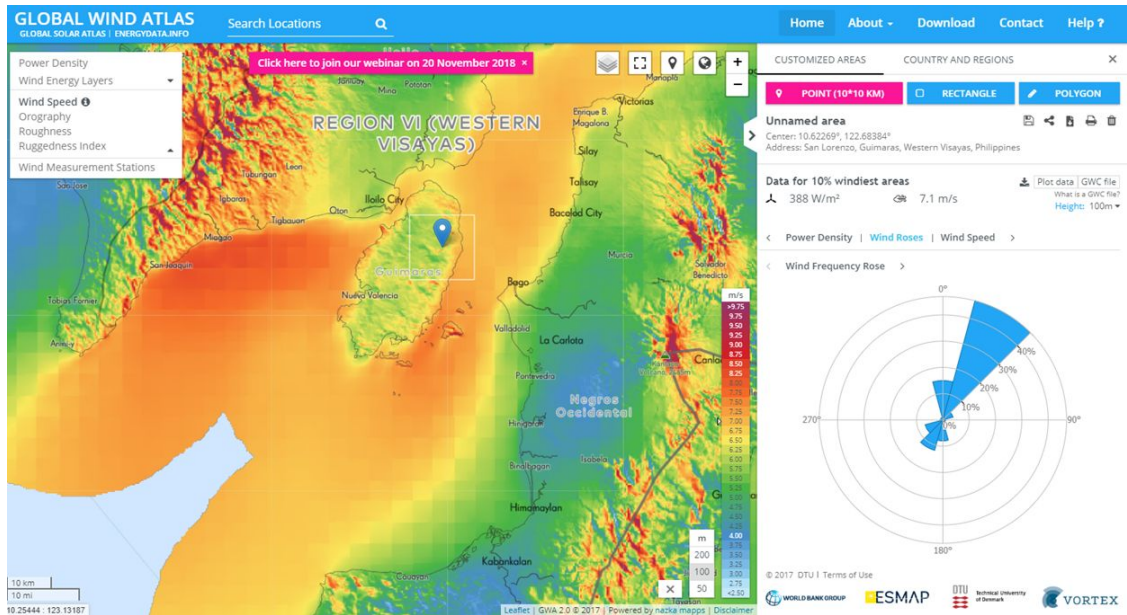 GLOBAL WIND ATLAS
GLOBAL SOLAR ATLAS | ENERGYDATA.INFO
Search Locations
Home
About
Download
Contact
Help ?
Power Density
Wind Energy Layers
Wind Speed
Orography
Roughness
Ruggedness Index
Wind Measurement Stations
Click here to join our webinar on 20 November 2018 ×
+
−
Janiuay
Mina
Pototan
Manapla
Victorias
Enrique B.
Magalona
REGION VI (WESTERN
VISAYAS)
Silay
Leon
Tubungan
Talisay
San Jose
Igbaras
Iloilo City
Oton
Tigbauan
Bacolod City
Miagao
Murcia
San Joaquin
Salvador
Benedicto
Guimaras
Bago
Tobias Fornier
Nueva Valencia
Valladolid
La Carlota
Pontevedra
Negros
Occidental
Hinigaran
Binalbagan
Isabela
Himamaylan
Kabankalan
Cauayan
m/s
>9.75
9.75
9.50
9.25
9.00
8.75
8.50
8.25
8.00
7.75
7.50
7.25
7.00
6.75
6.50
6.25
6.00
5.75
5.50
5.25
5.00
4.75
4.50
4.25
4.00
3.75
3.50
3.25
3.00
2.75
<2.50
m
200
100
50
10 km
10 mi
10.25444 : 123.13187
Leaflet | GWA 2.0 © 2017 | Powered by nazka mapps | Disclaimer
CUSTOMIZED AREAS
COUNTRY AND REGIONS
×
POINT (10*10 KM)
RECTANGLE
POLYGON
Unnamed area
Center: 10.62269°, 122.68384°
Address: San Lorenzo, Guimaras, Western Visayas, Philippines
Data for 10% windiest areas
Plot data
GWC file
What is a GWC file?
388 W/m²
7.1 m/s
Height: 100m
< Power Density | Wind Roses | Wind Speed >
< Wind Frequency Rose >
0°
40%
30%
20%
10%
0%
270°
90°
180°
© 2017 DTU I Terms of Use
WORLD BANK GROUP
ESMAP
DTU
Technical University
of Denmark
VORTEX